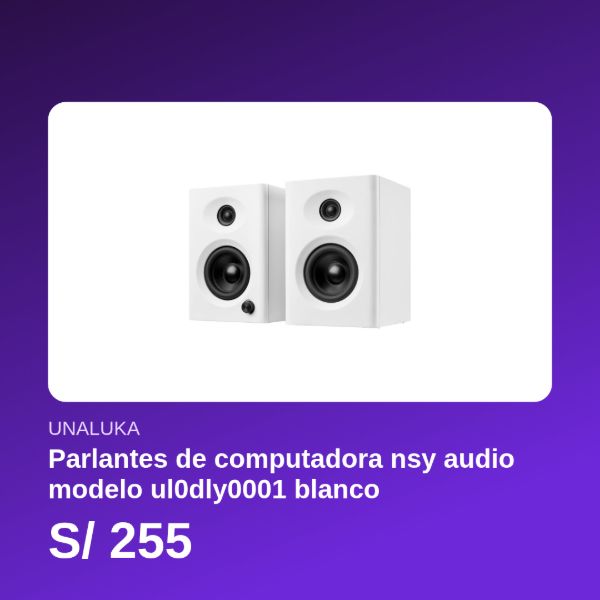 UNALUKA
Parlantes de computadora nsy audio
modelo ul0dly0001 blanco
S/ 255